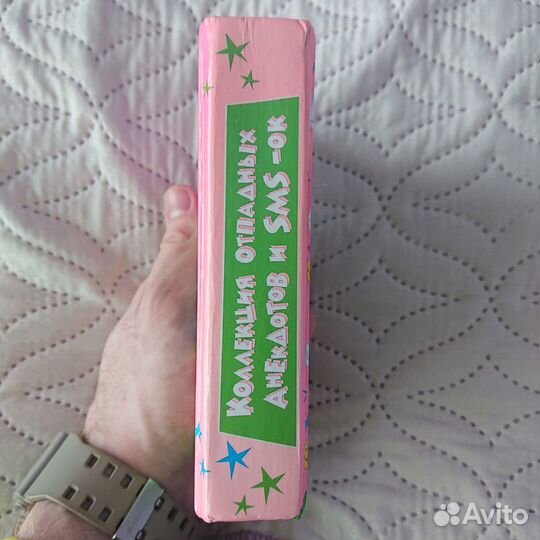 Коллекция отпадных
анекдотов и SMS-ок
Avito